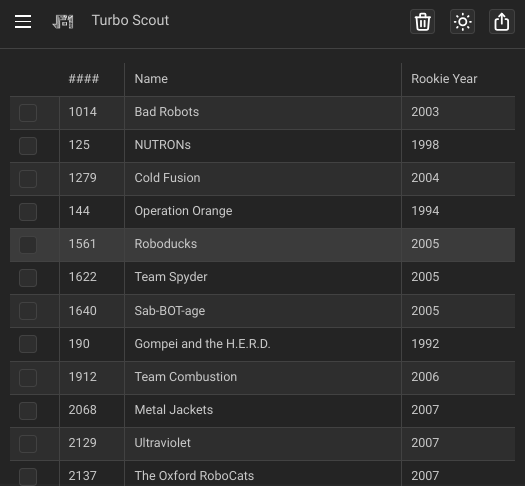 Turbo Scout
#### Name Rookie Year
1014 Bad Robots 2003
125 NUTRONs 1998
1279 Cold Fusion 2004
144 Operation Orange 1994
1561 Roboducks 2005
1622 Team Spyder 2005
1640 Sab-BOT-age 2005
190 Gompei and the H.E.R.D. 1992
1912 Team Combustion 2006
2068 Metal Jackets 2007
2129 Ultraviolet 2007
2137 The Oxford RoboCats 2007